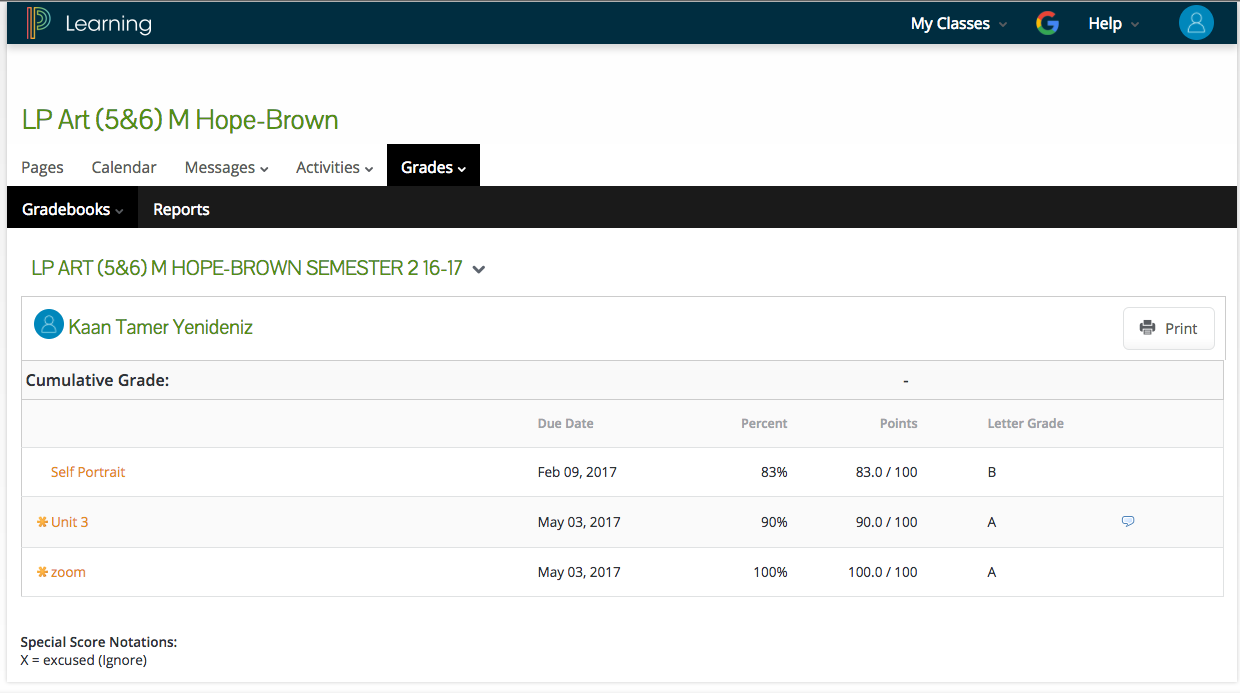 Learning
My Classes
Help
LP Art (5&6) M Hope-Brown
Pages Calendar Messages Activities Grades
Gradebooks Reports
LP ART (5&6) M HOPE-BROWN SEMESTER 2 16-17
Kaan Tamer Yenideniz
Print
Cumulative Grade: -
Due Date Percent Points Letter Grade
Self Portrait Feb 09, 2017 83% 83.0 / 100 B
Unit 3 May 03, 2017 90% 90.0 / 100 A
zoom May 03, 2017 100% 100.0 / 100 A
Special Score Notations:
X = excused (Ignore)